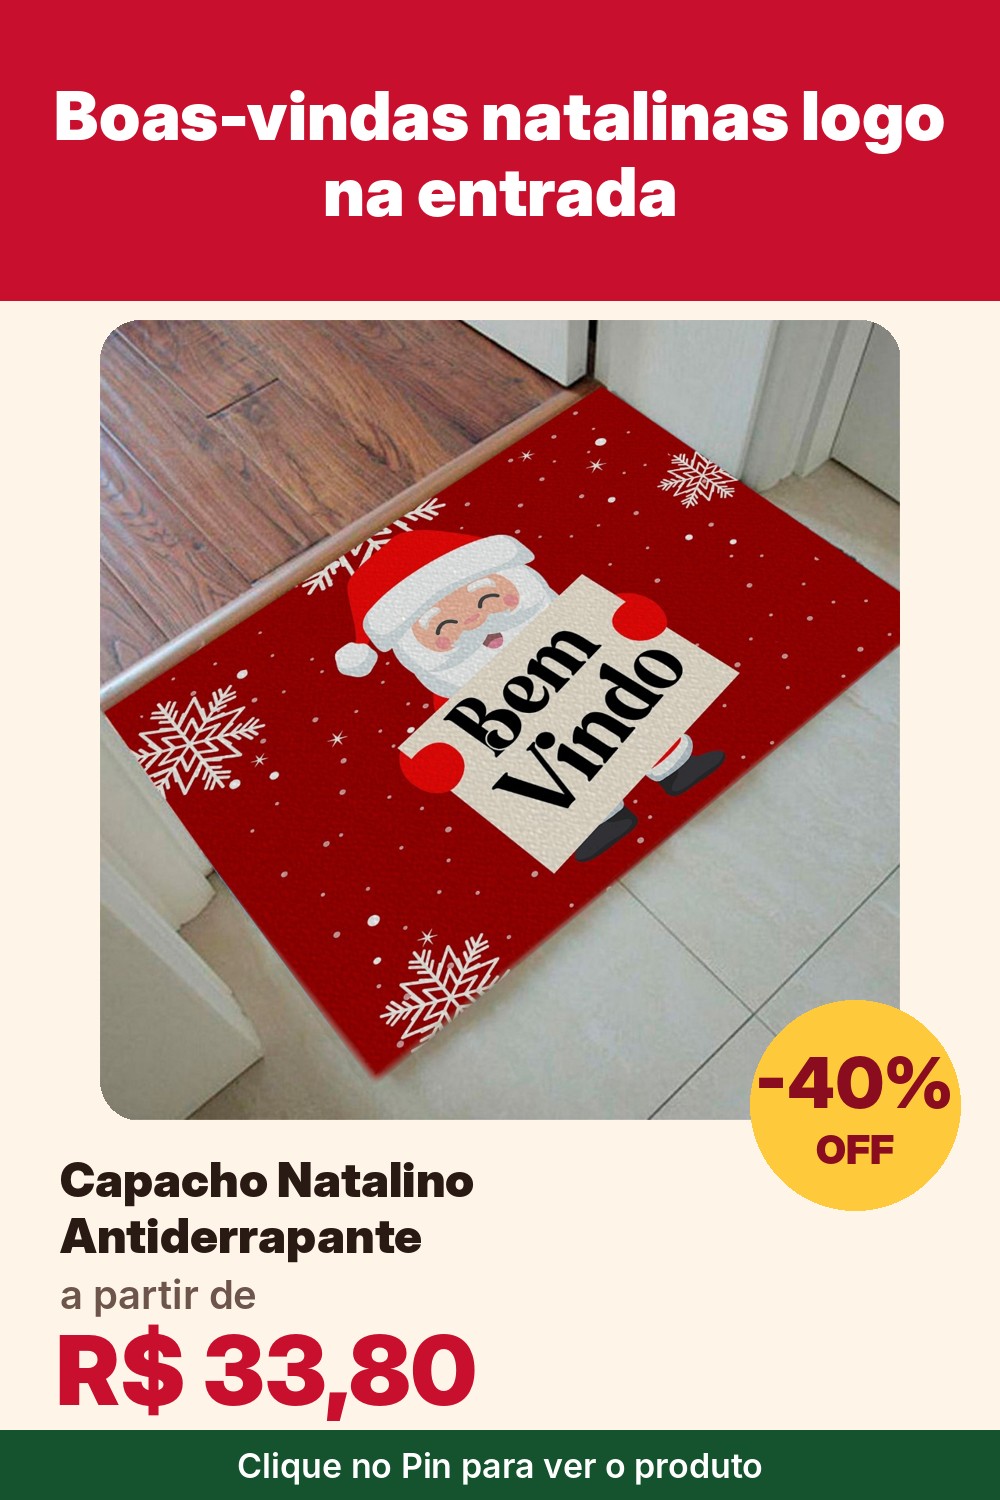 Boas-vindas natalinas logo
na entrada
Bem
Vindo
-40%
OFF
Capacho Natalino
Antiderrapante
a partir de
R$ 33,80
Clique no Pin para ver o produto